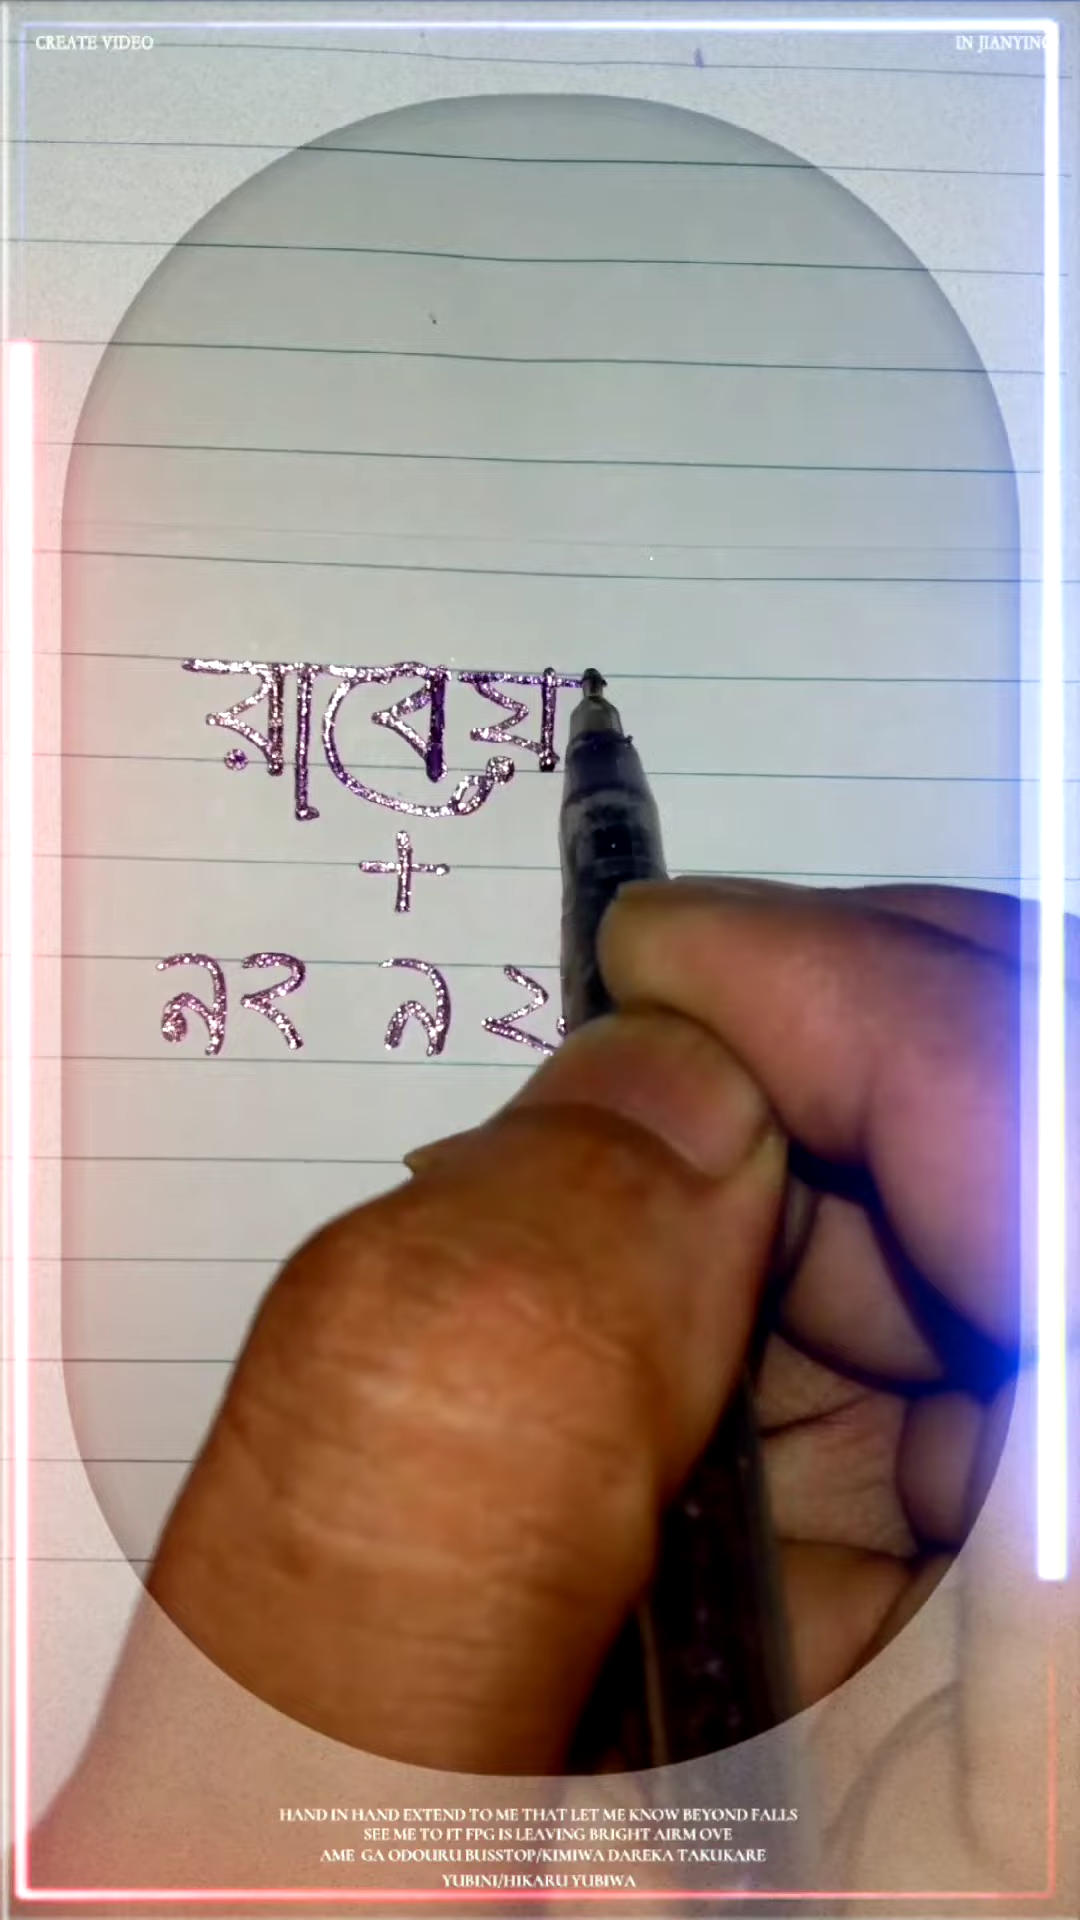 CREATE VIDEO IN JIANYING
রাবেয়
+
HAND IN HAND EXTEND TO ME THAT LET ME KNOW BEYOND FALLS
SEE ME TO IT FPG IS LEAVING BRIGHT AIRM OVE
AME GA ODOURU BUSSTOP/KIMIWA DAREKA TAKUKARE
YUBINI/HIKARU YUBIWA